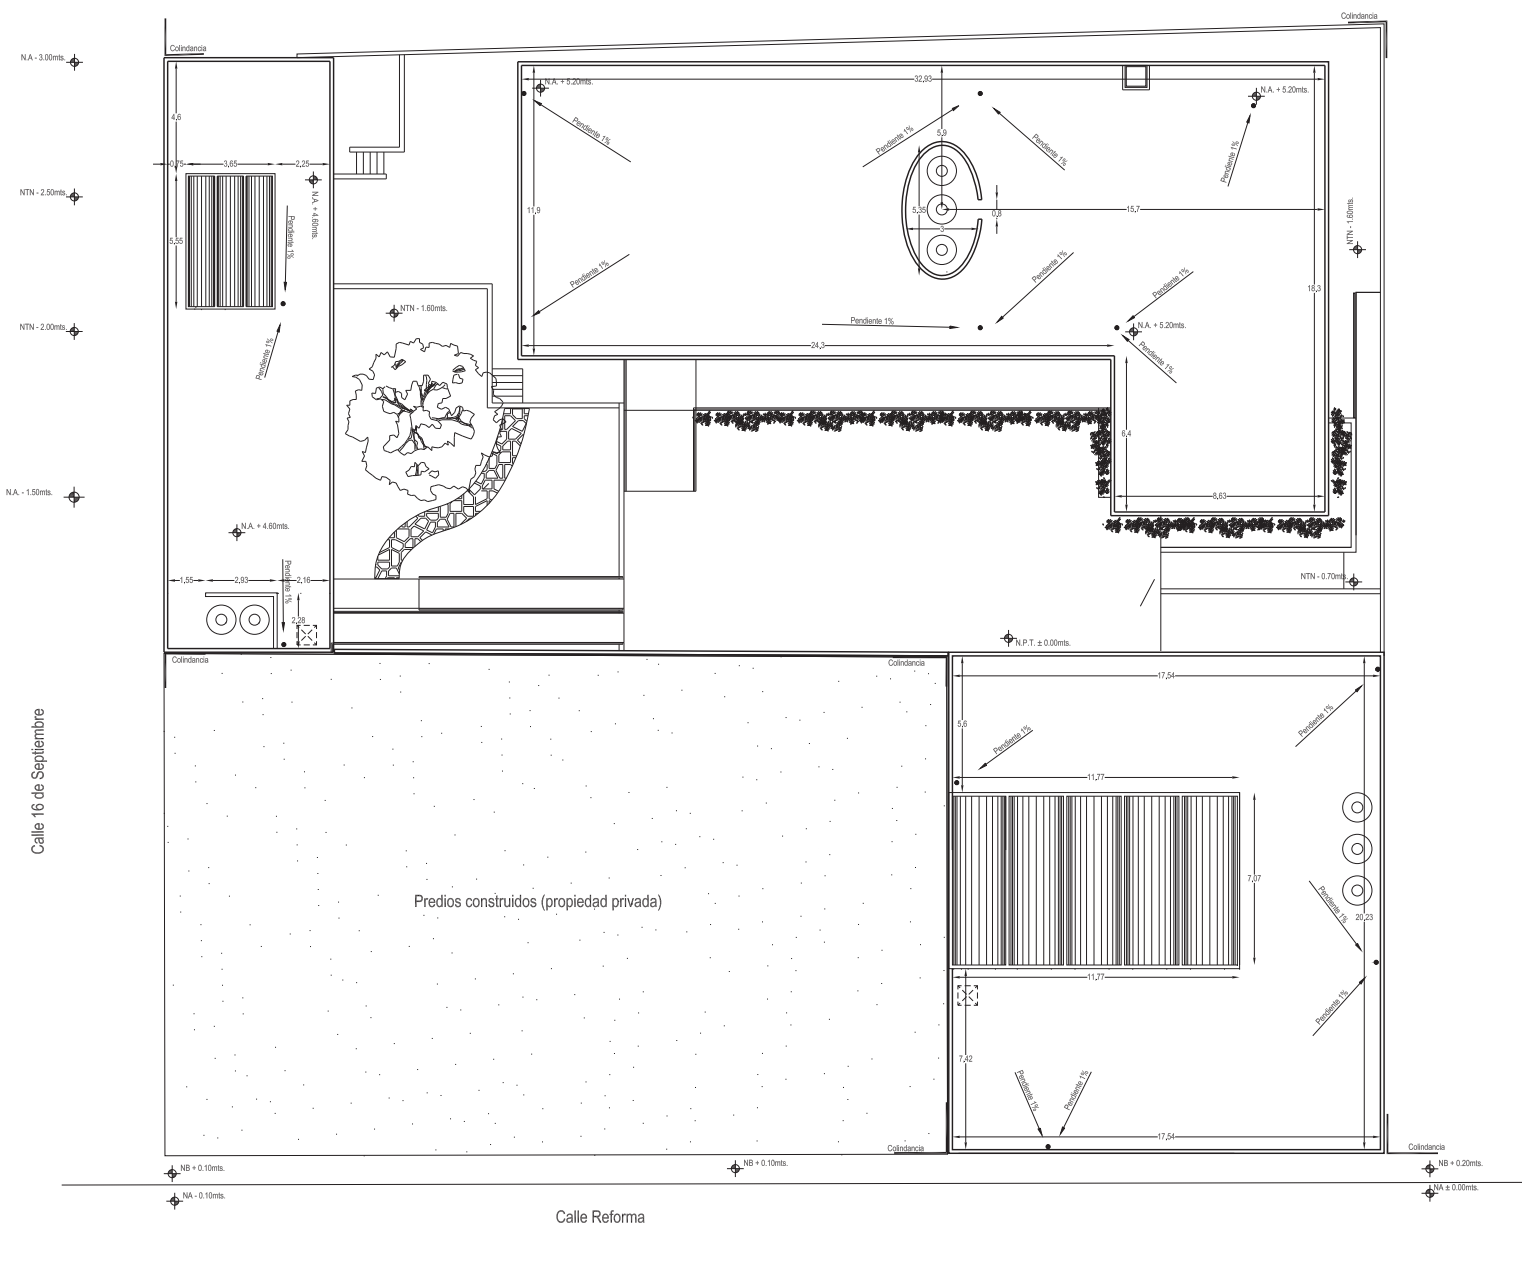 Colindancia
Colindancia
N.A - 3.00mts.
N.A. + 5.20mts.
32,93
N.A. + 5.20mts.
4,6
Pendiente 1%
Pendiente 1%
5,9
Pendiente 1%
Pendiente 1%
0,75
3,65
2,25
NTN - 2.50mts.
N.A. + 4.60mts.
11,9
5,35
0,8
15,7
NTN - 1.60mts.
3
5,55
Pendiente 1%
Pendiente 1%
Pendiente 1%
Pendiente 1%
18,3
NTN - 1.60mts.
NTN - 2.00mts.
Pendiente 1%
N.A. + 5.20mts.
Pendiente 1%
24,3
Pendiente 1%
6,4
N.A. - 1.50mts.
8,63
N.A. + 4.60mts.
1,55
2,93
2,16
Pendiente 1%
NTN - 0.70mts.
2,28
N.P.T. ± 0.00mts.
Colindancia
Colindancia
17,54
5,6
Pendiente 1%
Pendiente 1%
Calle 16 de Septiembre
11,77
7,07
Predios construidos (propiedad privada)
Pendiente 1%
20,23
11,77
Pendiente 1%
7,42
Pendiente 1%
Pendiente 1%
17,54
Colindancia
Colindancia
NB + 0.10mts.
NB + 0.10mts.
NB + 0.20mts.
NA - 0.10mts.
NA ± 0.00mts.
Calle Reforma